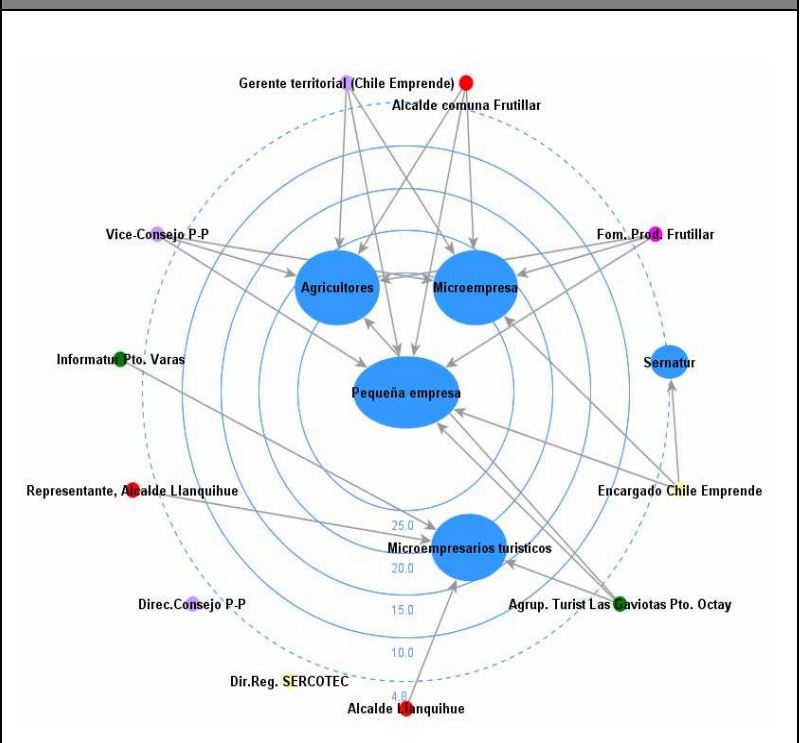 Gerente territorial (Chile Emprende)
Alcalde comuna Frutillar
Vice-Consejo P-P
Fom. Prod. Frutillar
Agricultores
Microempresa
Informatur Pto. Varas
Sernatur
Pequeña empresa
Representante, Alcalde Llanquihue
Encargado Chile Emprende
25.0
Microempresarios turisticos
20.0
Direc.Consejo P-P
Agrup. Turist Las Gaviotas Pto. Octay
15.0
10.0
Dir.Reg. SERCOTEC
4.8
Alcalde Llanquihue